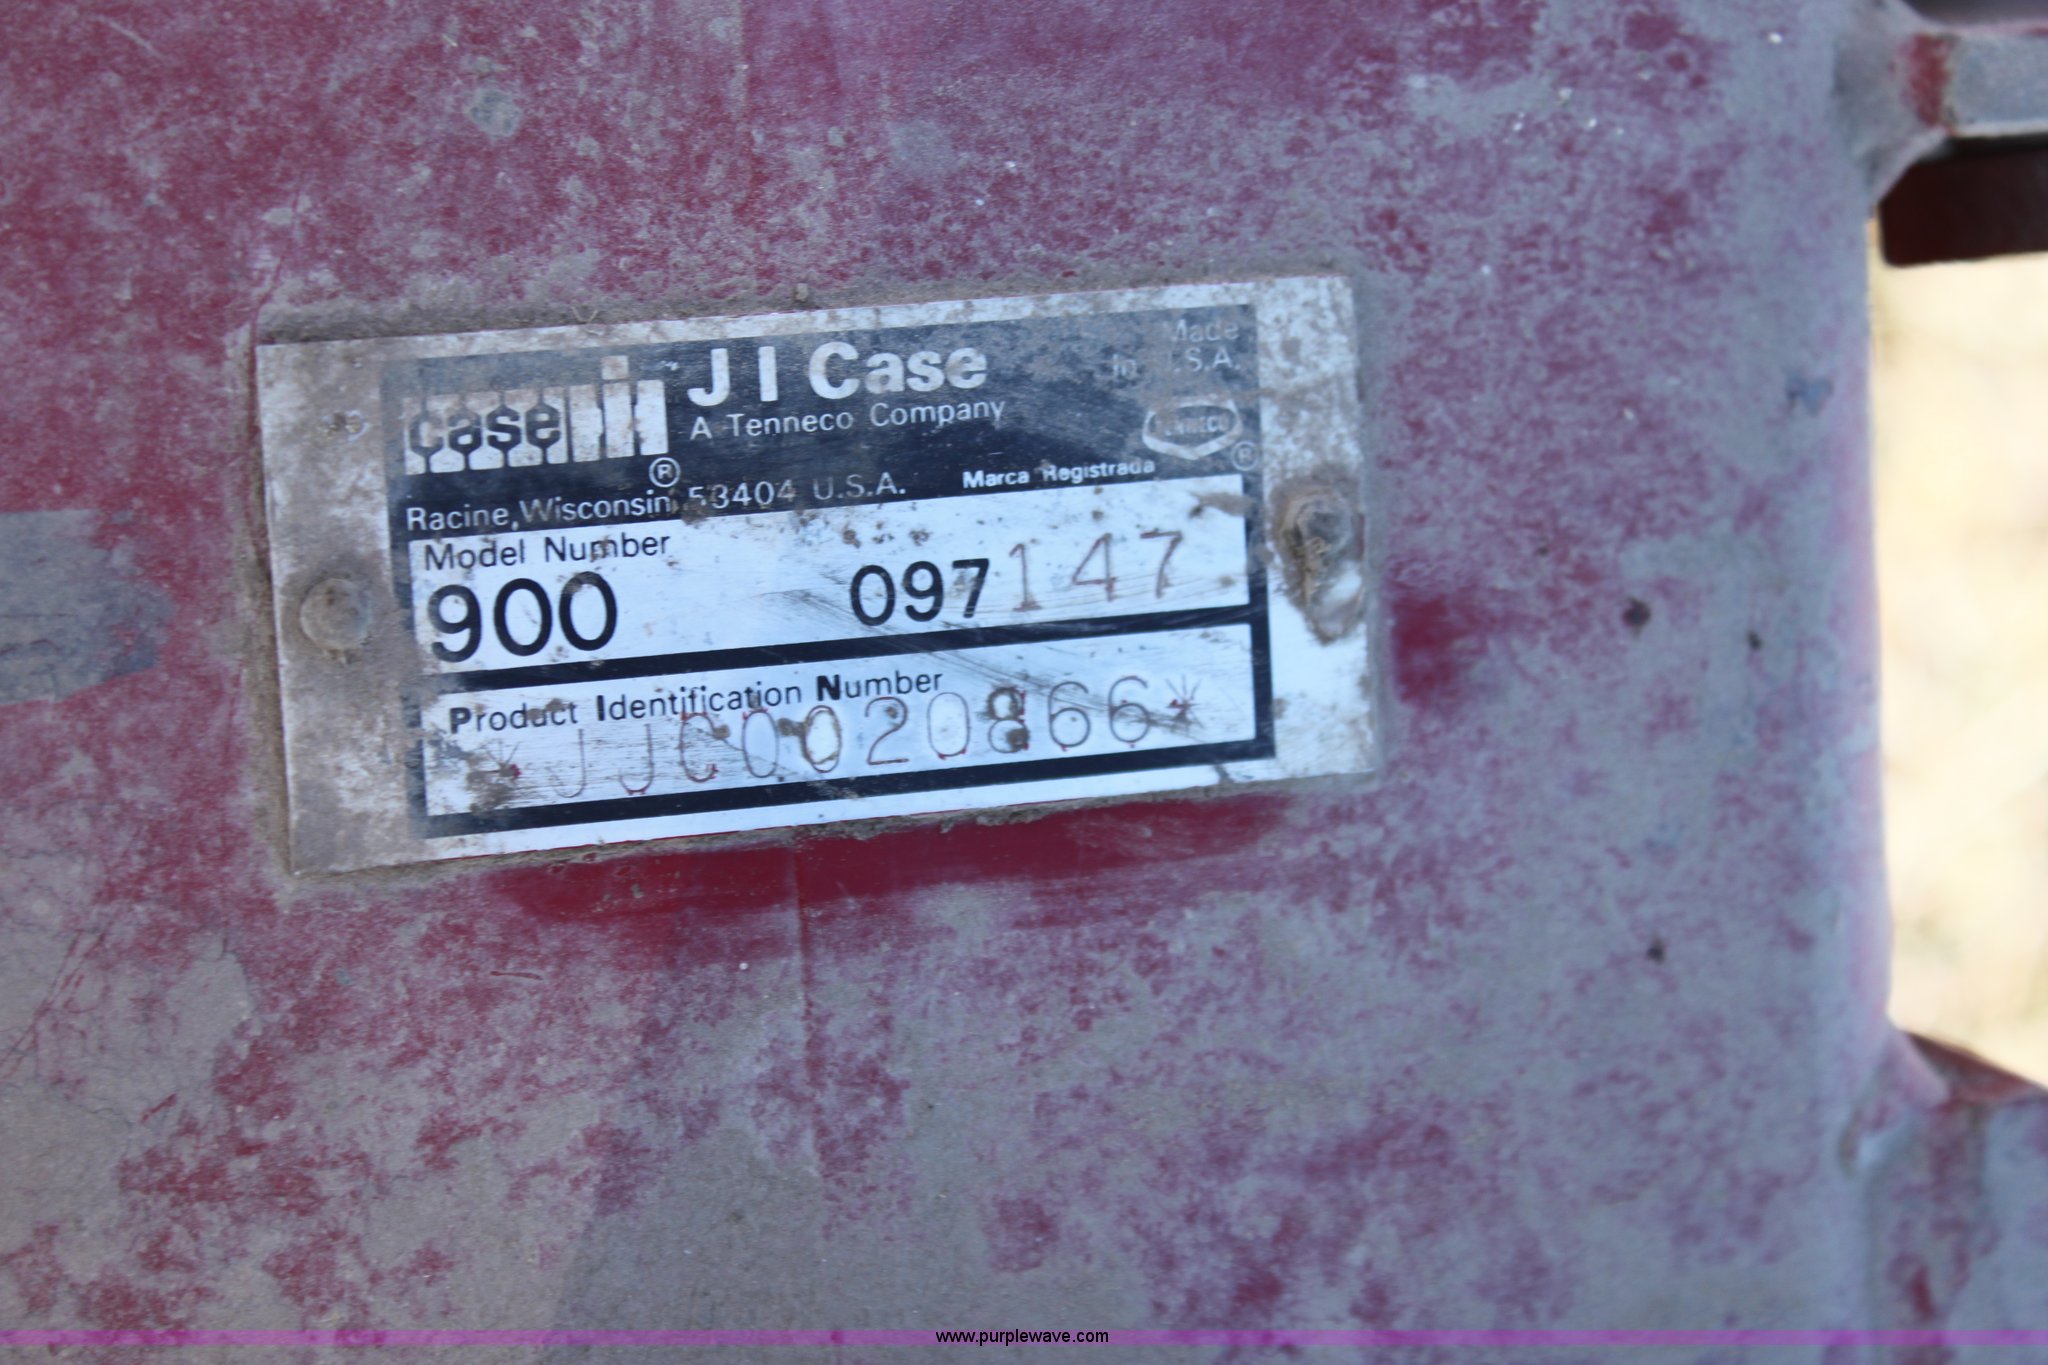 Made
case ih J I Case In U.S.A.
A Tenneco Company TENNECO
®
®
Racine, Wisconsin 53404 U.S.A. Marca Registrada
Model Number
900 097147
Product Identification Number
*JJC0020866*
www.purplewave.com